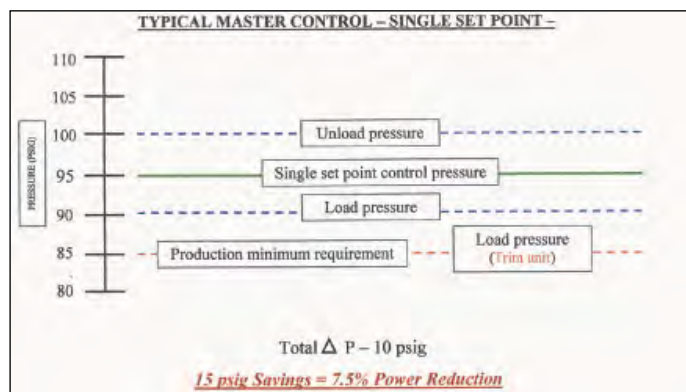 TYPICAL MASTER CONTROL – SINGLE SET POINT –
110
105
100
95
90
85
80
PRESSURE (PSIG)
Unload pressure
Single set point control pressure
Load pressure
Production minimum requirement
Load pressure
(Trim unit)
Total Δ P – 10 psig
15 psig Savings = 7.5% Power Reduction